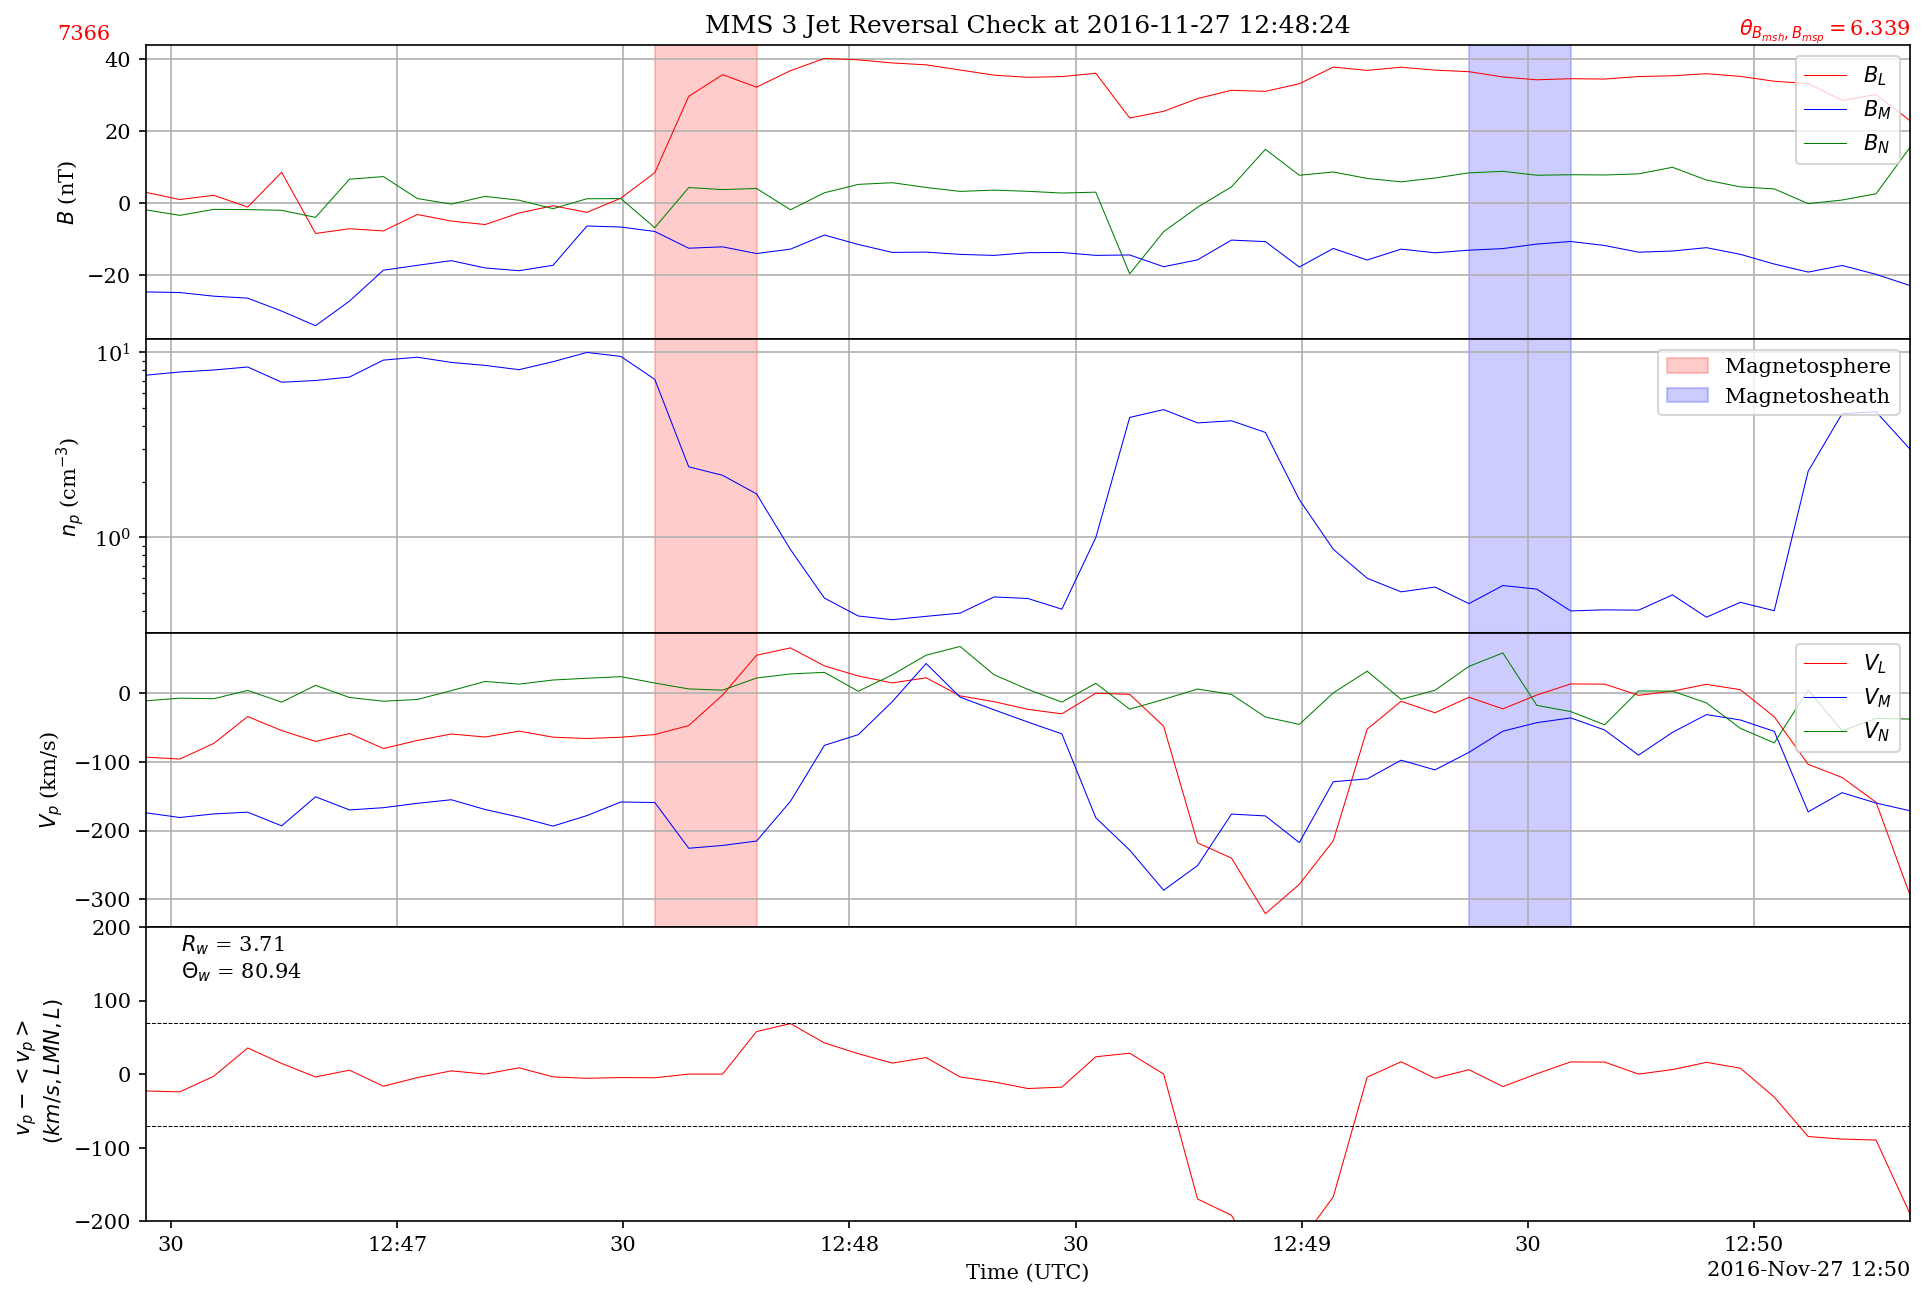 7366
MMS 3 Jet Reversal Check at 2016-11-27 12:48:24
θ_{B_{msh}, B_{msp}} = 6.339
40
20
0
−20
B (nT)
B_L
B_M
B_N
10^1
10^0
n_p (cm^{−3})
Magnetosphere
Magnetosheath
0
−100
−200
−300
V_p (km/s)
V_L
V_M
V_N
200
100
0
−100
−200
v_p − < v_p >
(km/s, LMN, L)
R_w = 3.71
Θ_w = 80.94
30
12:47
30
12:48
30
12:49
30
12:50
Time (UTC)
2016-Nov-27 12:50